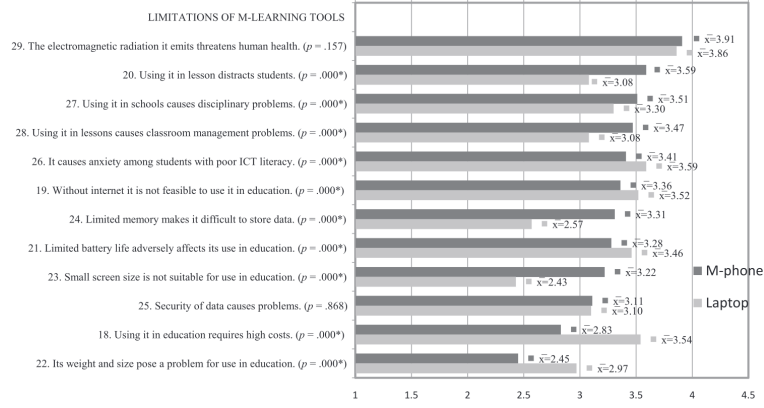 LIMITATIONS OF M-LEARNING TOOLS
29. The electromagnetic radiation it emits threatens human health. (p = .157)
x̅=3.91
x̅=3.86
20. Using it in lesson distracts students. (p = .000*)
x̅=3.59
x̅=3.08
27. Using it in schools causes disciplinary problems. (p = .000*)
x̅=3.51
x̅=3.30
28. Using it in lessons causes classroom management problems. (p = .000*)
x̅=3.47
x̅=3.08
26. It causes anxiety among students with poor ICT literacy. (p = .000*)
x̅=3.41
x̅=3.59
19. Without internet it is not feasible to use it in education. (p = .000*)
x̅=3.36
x̅=3.52
24. Limited memory makes it difficult to store data. (p = .000*)
x̅=3.31
x̅=2.57
21. Limited battery life adversely affects its use in education. (p = .000*)
x̅=3.28
x̅=3.46
23. Small screen size is not suitable for use in education. (p = .000*)
x̅=3.22
x̅=2.43
25. Security of data causes problems. (p = .868)
x̅=3.11
x̅=3.10
18. Using it in education requires high costs. (p = .000*)
x̅=2.83
x̅=3.54
22. Its weight and size pose a problem for use in education. (p = .000*)
x̅=2.45
x̅=2.97
M-phone
Laptop
1 1.5 2 2.5 3 3.5 4 4.5